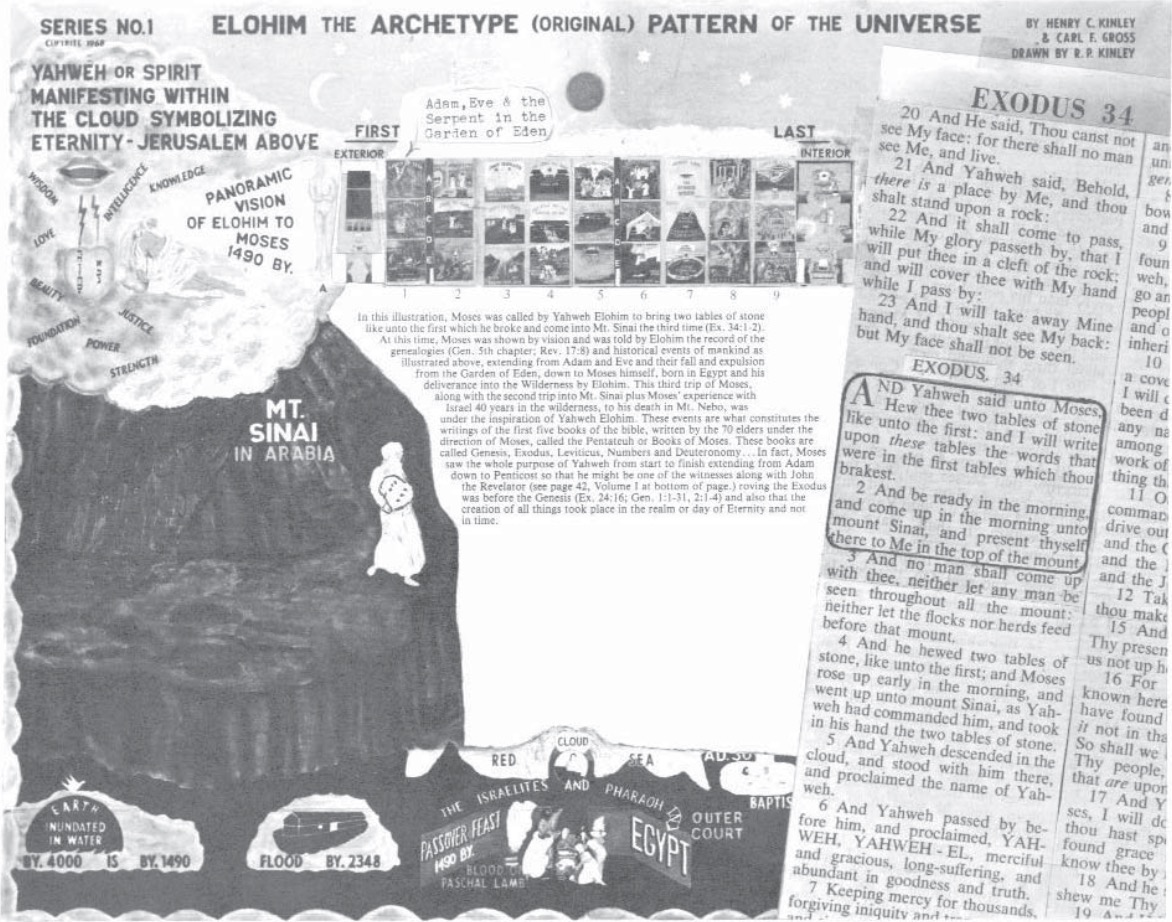 SERIES NO.1
ELOHIM THE ARCHETYPE (ORIGINAL) PATTERN OF THE UNIVERSE
BY HENRY C. KINLEY
& CARL F. GROSS
DRAWN BY R. P. KINLEY
YAHWEH OR SPIRIT
MANIFESTING WITHIN
THE CLOUD SYMBOLIZING
ETERNITY - JERUSALEM ABOVE
WISDOM
INTELLIGENCE
KNOWLEDGE
LOVE
BEAUTY
FOUNDATION
JUSTICE
POWER
STRENGTH
PANORAMIC
VISION
OF ELOHIM TO
MOSES
1490 BY.
Adam, Eve & the
Serpent in the
Garden of Eden
FIRST
LAST
EXTERIOR
INTERIOR
A
1 2 3 4 5 6 7 8 9
In this illustration, Moses was called by Yahweh Elohim to bring two tables of stone
like unto the first which he broke and come into Mt. Sinai the third time (Ex. 34:1-2).
At this time, Moses was shown by vision and was told by Elohim the record of the
genealogies (Gen. 5th chapter; Rev. 17:8) and historical events of mankind as
illustrated above, extending from Adam and Eve and their fall and expulsion
from the Garden of Eden, down to Moses himself, born in Egypt and his
deliverance into the Wilderness by Elohim. This third trip of Moses,
along with the second trip into Mt. Sinai plus Moses' experience with
Israel 40 years in the wilderness, to his death in Mt. Nebo, was
under the inspiration of Yahweh Elohim. These events are what constitutes the
writings of the first five books of the bible, written by the 70 elders under the
direction of Moses, called the Pentateuh or Books of Moses. These books are
called Genesis, Exodus, Leviticus, Numbers and Deuteronomy... In fact, Moses
saw the whole purpose of Yahweh from start to finish extending from Adam
down to Penticost so that he might be one of the witnesses along with John
the Revelator (see page 42, Volume I at bottom of page.) roving the Exodus
was before the Genesis (Ex. 24:16; Gen. 1:1-31, 2:1-4) and also that the
creation of all things took place in the realm or day of Eternity and not
in time.
MT.
SINAI
IN ARABIA
CLOUD
RED SEA
BAPTIS
THE ISRAELITES AND PHARAOH
OUTER
COURT
PASSOVER FEAST
1490 BY.
BLOOD OF
PASCHAL LAMB
EGYPT
EARTH
INUNDATED
IN WATER
BY. 4000 IS BY. 1490
FLOOD BY. 2348
EXODUS 34
20 And He said, Thou canst not
see My face: for there shall no man
see Me, and live.
21 And Yahweh said, Behold,
there is a place by Me, and thou
shalt stand upon a rock:
22 And it shall come to pass,
while My glory passeth by, that I
will put thee in a cleft of the rock;
and will cover thee with My hand
while I pass by:
23 And I will take away Mine
hand, and thou shalt see My back:
but My face shall not be seen.
EXODUS, 34
AND Yahweh said unto Moses,
Hew thee two tables of stone
like unto the first: and I will write
upon these tables the words that
were in the first tables which thou
brakest.
2 And be ready in the morning,
and come up in the morning unto
mount Sinai, and present thyself
there to Me in the top of the mount
3 And no man shall come up
with thee, neither let any man be
seen throughout all the mount:
neither let the flocks nor herds feed
before that mount.
4 And he hewed two tables of
stone, like unto the first; and Moses
rose up early in the morning, and
went up unto mount Sinai, as Yah-
weh had commanded him, and took
in his hand the two tables of stone.
5 And Yahweh descended in the
cloud, and stood with him there,
and proclaimed the name of Yah-
weh.
6 And Yahweh passed by be-
fore him, and proclaimed, YAH-
WEH, YAHWEH - EL, merciful
and gracious, long-suffering, and
abundant in goodness and truth,
7 Keeping mercy for thousands,
forgiving iniquity and
9
foun
weh,
go
peopl
and
inheri
10
a cove
I will
been
any na
among
work of
thing
11
comman
drive out
and the
and the
and the J
12 Tak
thou make
15 And
Thy presen
us not up
16 For
known here
have found
it not in
So shall we
Thy people,
that are upon
17 And Y
ses, I will do
thou hast
found grace
know thee by
18 And he
shew me Thy